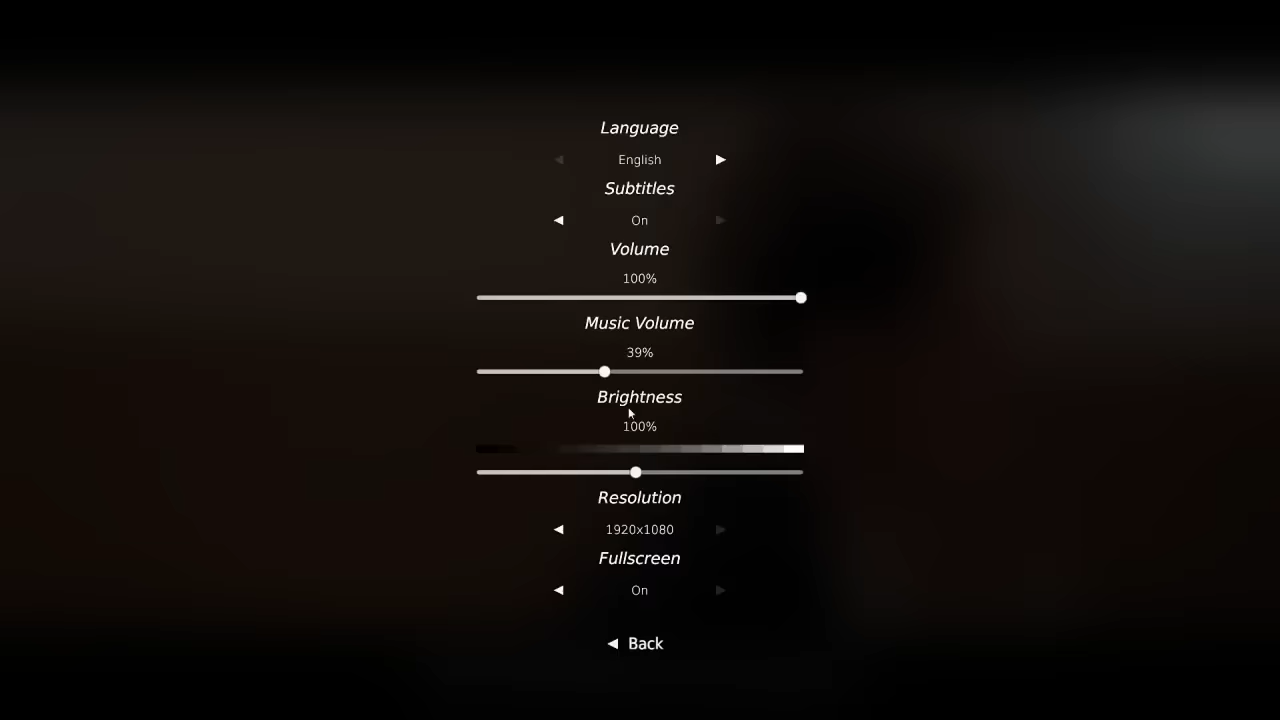 Language
English
Subtitles
On
Volume
100%
Music Volume
39%
Brightness
100%
Resolution
1920x1080
Fullscreen
On
Back